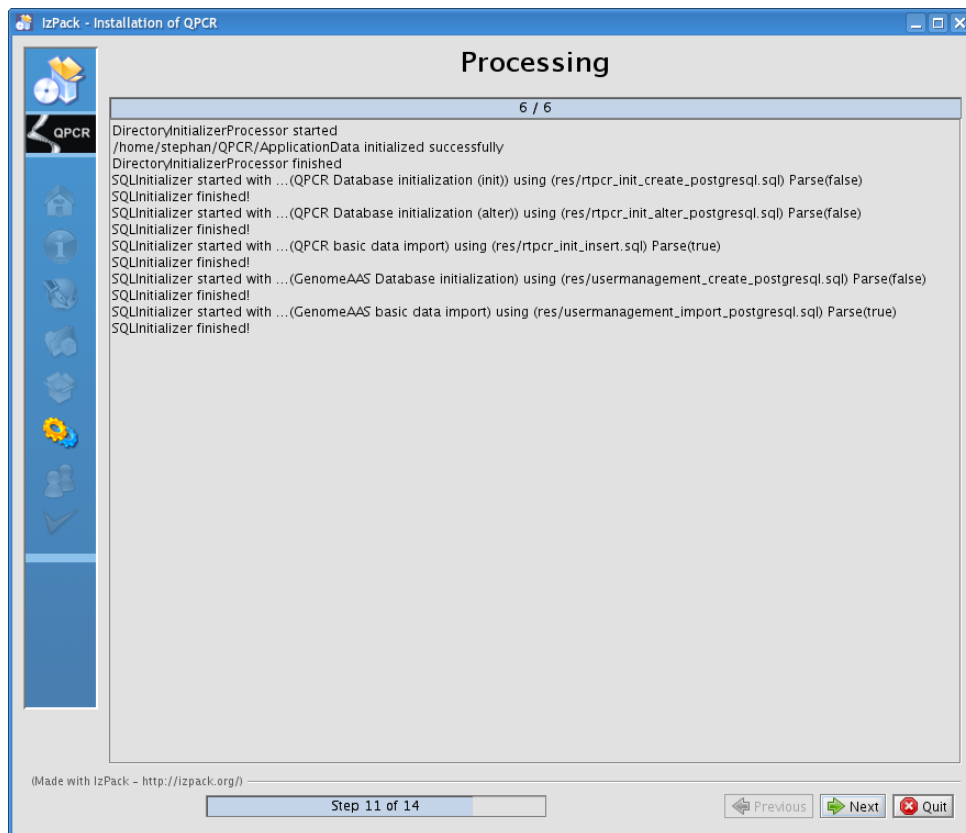 IzPack - Installation of QPCR
Processing
QPCR
6 / 6
DirectoryInitializerProcessor started
/home/stephan/QPCR/ApplicationData initialized successfully
DirectoryInitializerProcessor finished
SQLInitializer started with ...(QPCR Database initialization (init)) using (res/rtpcr_init_create_postgresql.sql) Parse(false)
SQLInitializer finished!
SQLInitializer started with ...(QPCR Database initialization (alter)) using (res/rtpcr_init_alter_postgresql.sql) Parse(false)
SQLInitializer finished!
SQLInitializer started with ...(QPCR basic data import) using (res/rtpcr_init_insert.sql) Parse(true)
SQLInitializer finished!
SQLInitializer started with ...(GenomeAAS Database initialization) using (res/usermanagement_create_postgresql.sql) Parse(false)
SQLInitializer finished!
SQLInitializer started with ...(GenomeAAS basic data import) using (res/usermanagement_import_postgresql.sql) Parse(true)
SQLInitializer finished!
(Made with IzPack - http://izpack.org/)
Step 11 of 14
Previous
Next
Quit